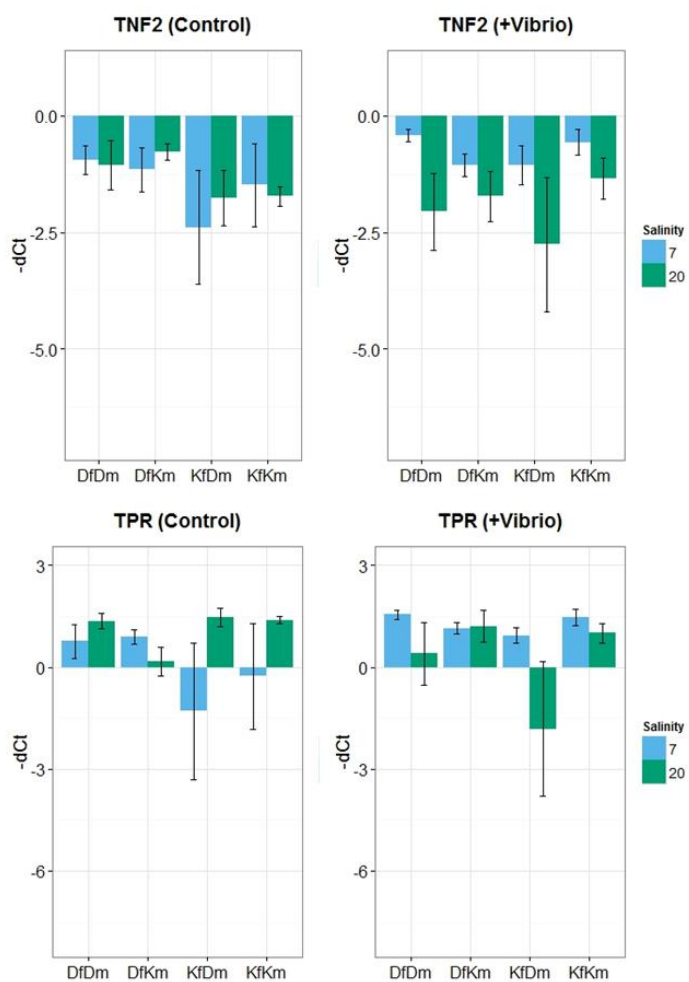 TNF2 (Control)
TNF2 (+Vibrio)
0.0
-2.5
-5.0
-dCt
DfDm DfKm KfDm KfKm
0.0
-2.5
-5.0
-dCt
DfDm DfKm KfDm KfKm
Salinity
7
20
TPR (Control)
TPR (+Vibrio)
3
0
-3
-6
-dCt
DfDm DfKm KfDm KfKm
3
0
-3
-6
-dCt
DfDm DfKm KfDm KfKm
Salinity
7
20